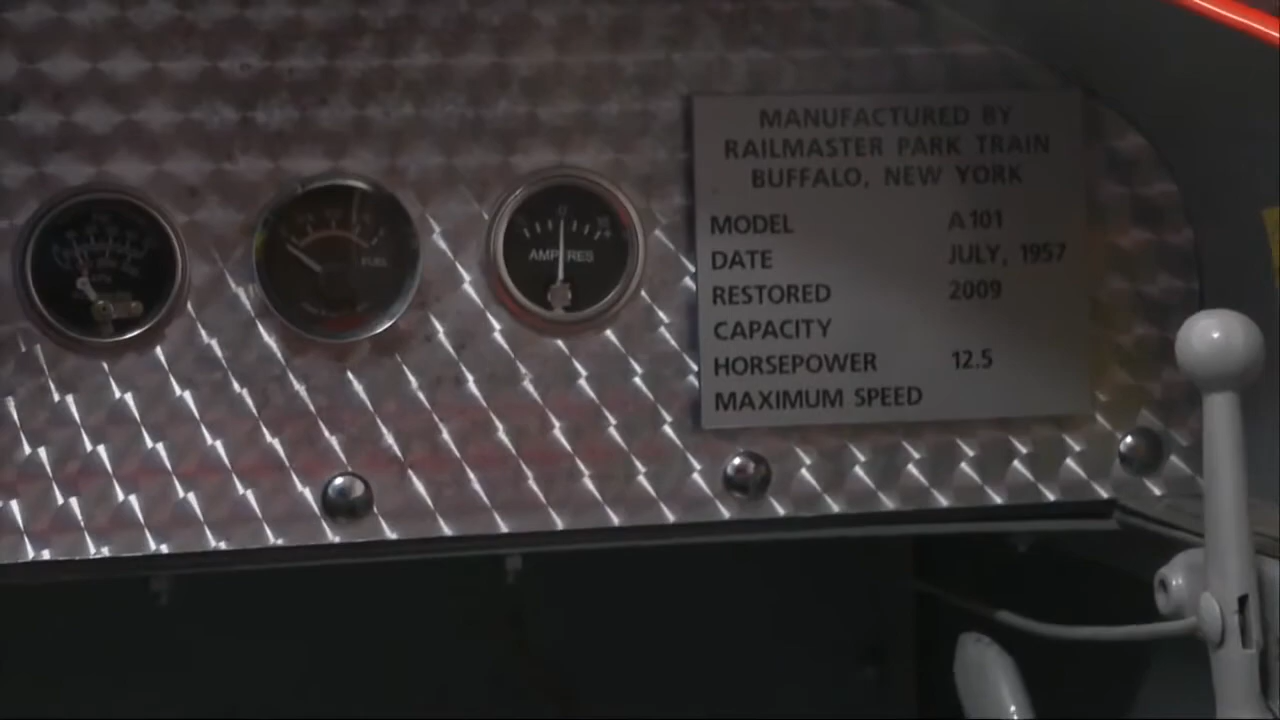 FUEL
AMPERES
MANUFACTURED BY
RAILMASTER PARK TRAIN
BUFFALO, NEW YORK
MODEL A101
DATE JULY, 1957
RESTORED 2009
CAPACITY
HORSEPOWER 12.5
MAXIMUM SPEED